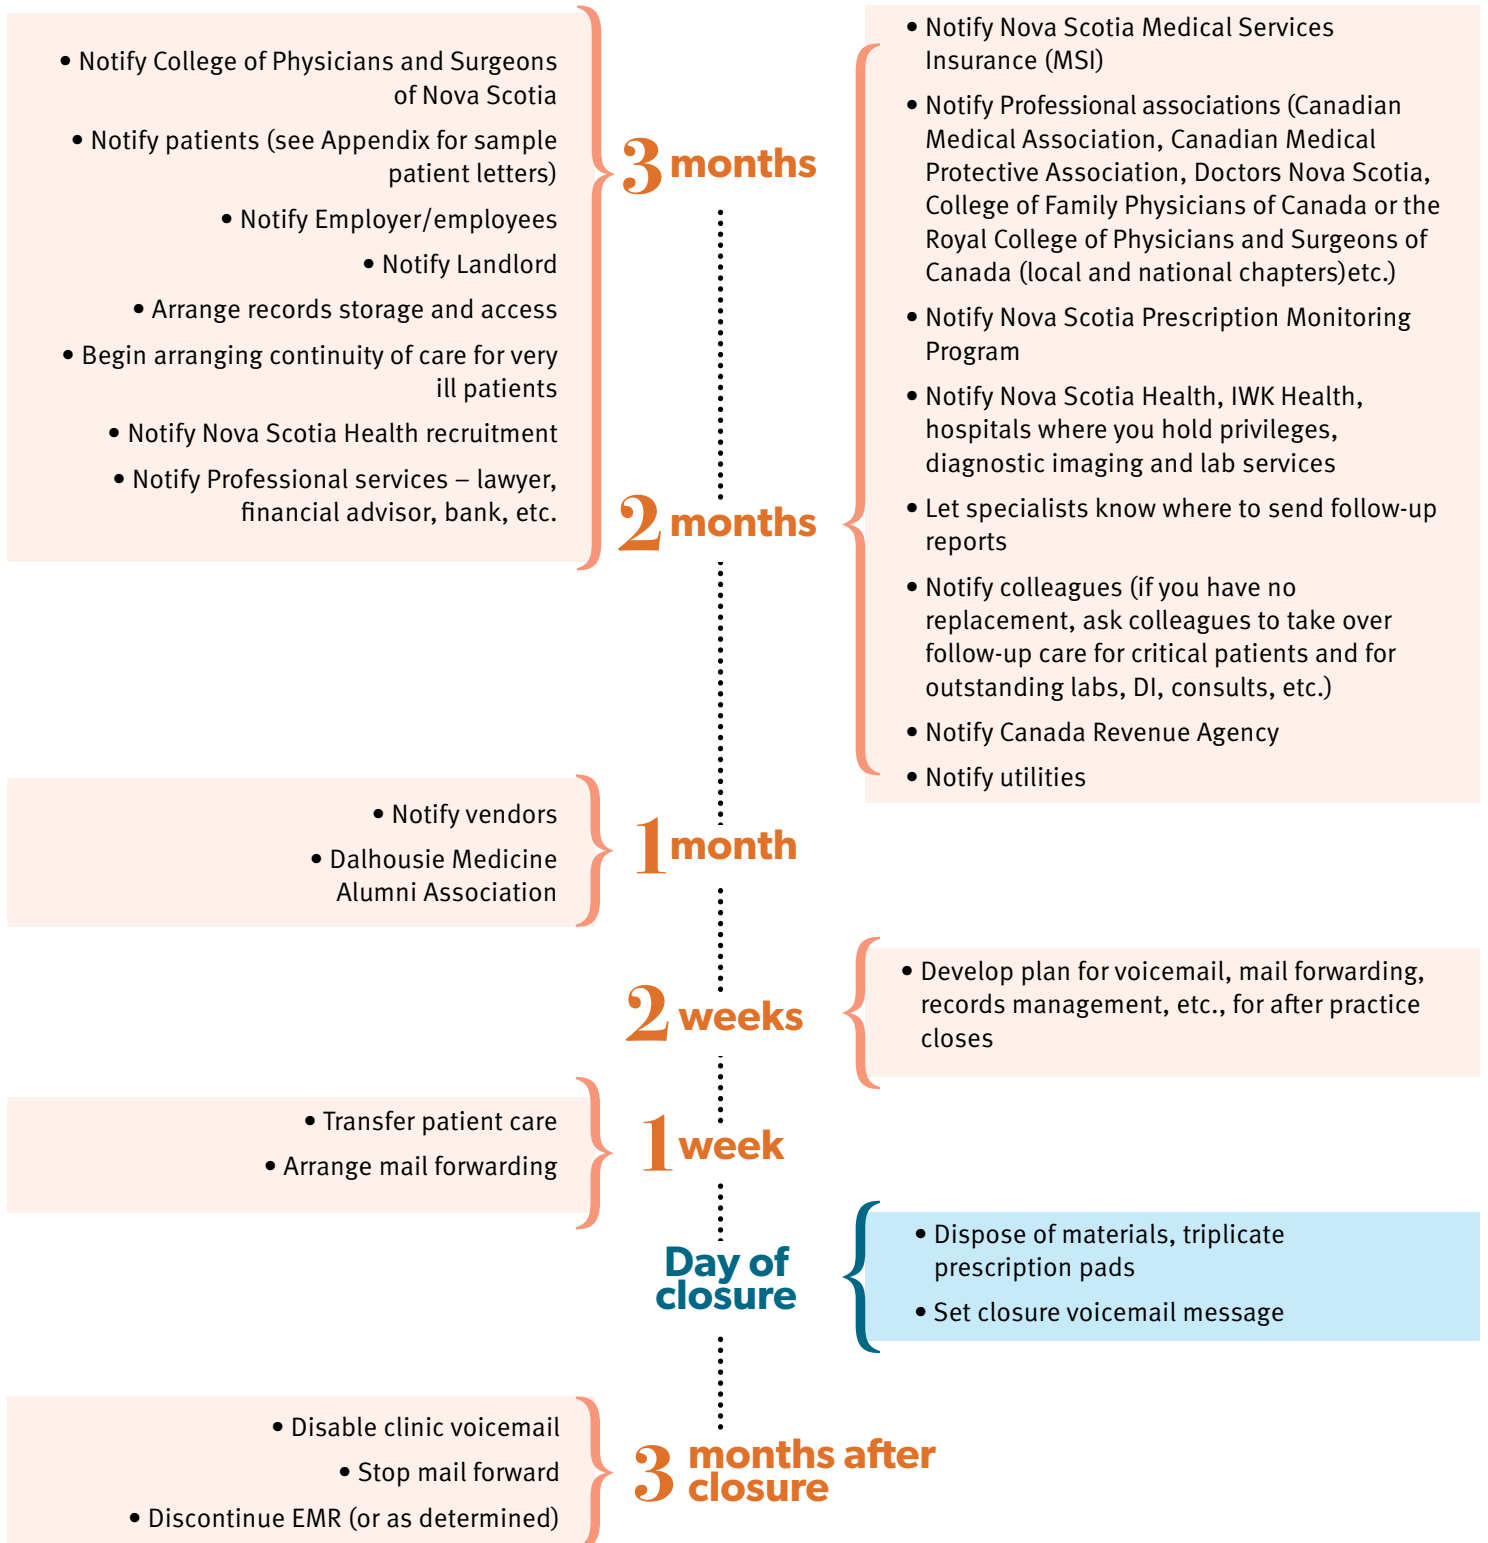 3 months
• Notify College of Physicians and Surgeons
of Nova Scotia
• Notify patients (see Appendix for sample
patient letters)
• Notify Employer/employees
• Notify Landlord
• Arrange records storage and access
• Begin arranging continuity of care for very
ill patients
• Notify Nova Scotia Health recruitment
• Notify Professional services – lawyer,
financial advisor, bank, etc.
2 months
• Notify Nova Scotia Medical Services
Insurance (MSI)
• Notify Professional associations (Canadian
Medical Association, Canadian Medical
Protective Association, Doctors Nova Scotia,
College of Family Physicians of Canada or the
Royal College of Physicians and Surgeons of
Canada (local and national chapters)etc.)
• Notify Nova Scotia Prescription Monitoring
Program
• Notify Nova Scotia Health, IWK Health,
hospitals where you hold privileges,
diagnostic imaging and lab services
• Let specialists know where to send follow-up
reports
• Notify colleagues (if you have no
replacement, ask colleagues to take over
follow-up care for critical patients and for
outstanding labs, DI, consults, etc.)
• Notify Canada Revenue Agency
• Notify utilities
1 month
• Notify vendors
• Dalhousie Medicine
Alumni Association
2 weeks
• Develop plan for voicemail, mail forwarding,
records management, etc., for after practice
closes
1 week
• Transfer patient care
• Arrange mail forwarding
Day of
closure
• Dispose of materials, triplicate
prescription pads
• Set closure voicemail message
3 months after
closure
• Disable clinic voicemail
• Stop mail forward
• Discontinue EMR (or as determined)